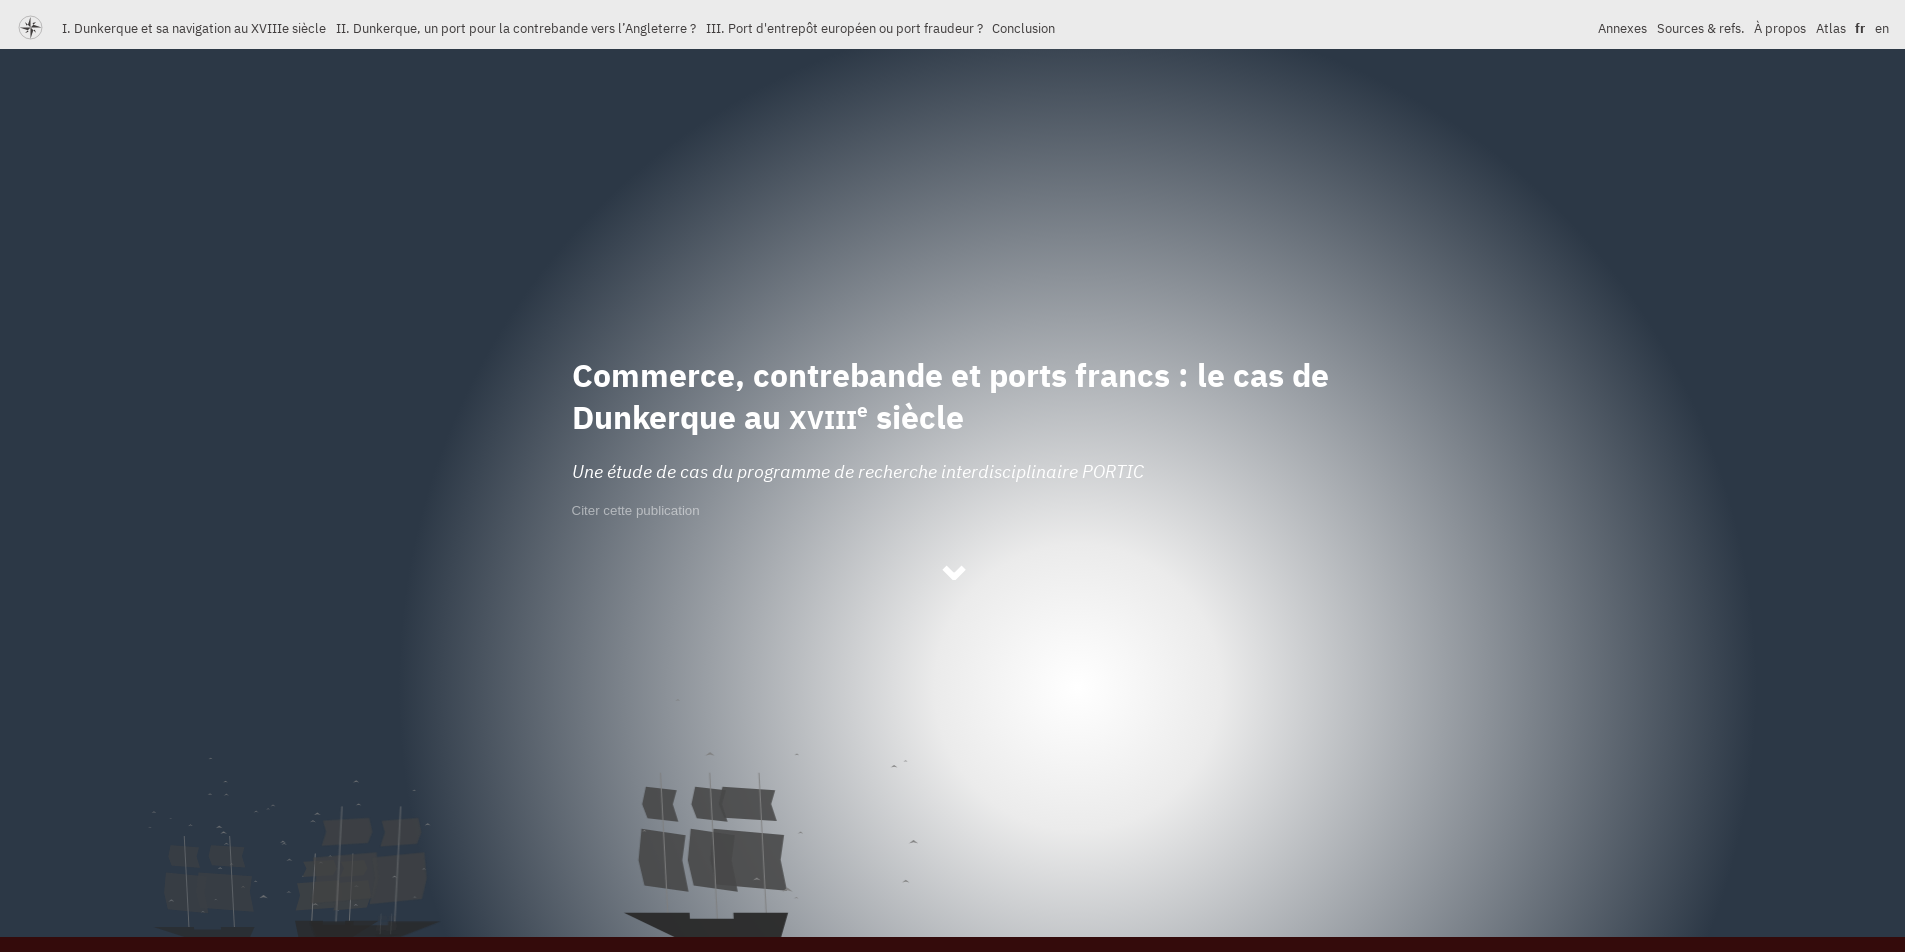 I. Dunkerque et sa navigation au XVIIIe siècle II. Dunkerque, un port pour la contrebande vers l’Angleterre ? III. Port d'entrepôt européen ou port fraudeur ? Conclusion Annexes Sources & refs. À propos Atlas fr en
Commerce, contrebande et ports francs : le cas de
Dunkerque au XVIIIe siècle
Une étude de cas du programme de recherche interdisciplinaire PORTIC
Citer cette publication